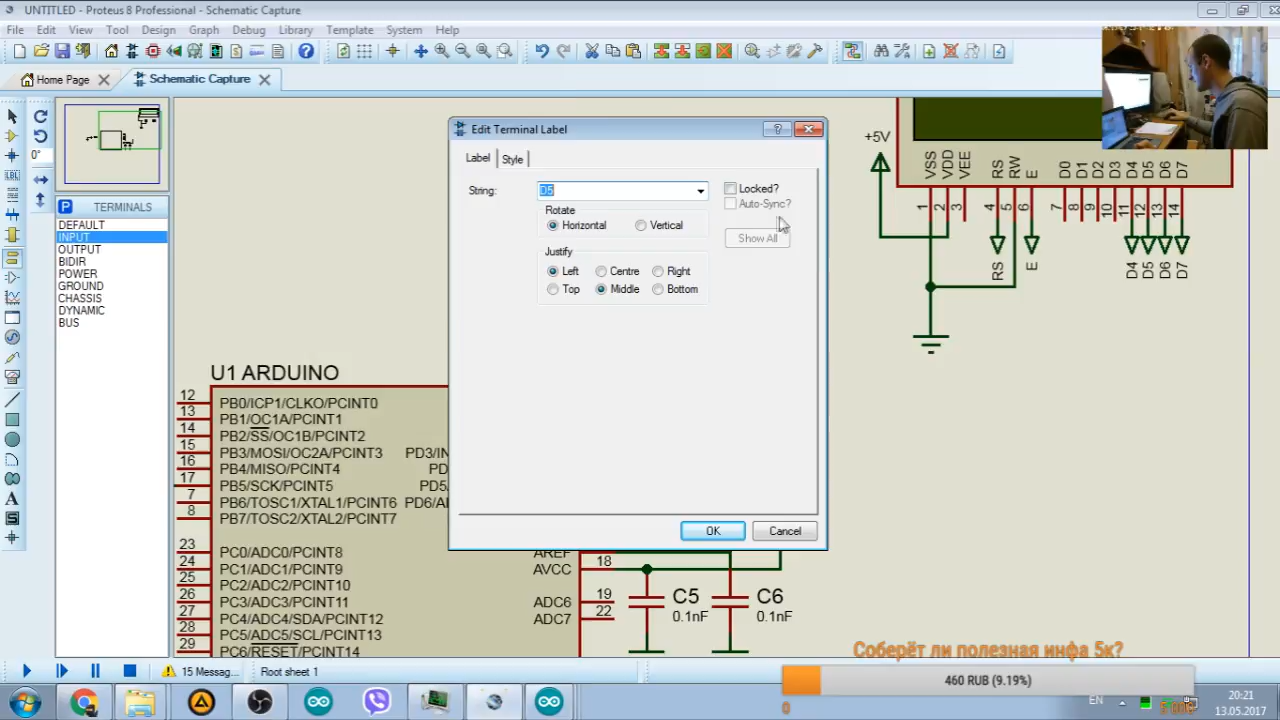 UNTITLED - Proteus 8 Professional - Schematic Capture
File Edit View Tool Design Graph Debug Library Template System Help
Home Page
Schematic Capture
Edit Terminal Label
Label Style
String: D5
Locked?
Auto-Sync?
Show All
Rotate
Horizontal Vertical
Justify
Left Centre Right
Top Middle Bottom
OK Cancel
0°
LBL
P TERMINALS
DEFAULT
INPUT
OUTPUT
BIDIR
POWER
GROUND
CHASSIS
DYNAMIC
BUS
+5V
VSS VDD VEE RS RW E D0 D1 D2 D3 D4 D5 D6 D7
1 2 3 4 5 6 7 8 9 10 11 12 13 14
RS E D4 D5 D6 D7
U1 ARDUINO
12 PB0/ICP1/CLKO/PCINT0
13 PB1/OC1A/PCINT1
14 PB2/SS/OC1B/PCINT2
15 PB3/MOSI/OC2A/PCINT3 PD3/IN
16 PB4/MISO/PCINT4 PD
17 PB5/SCK/PCINT5 PD5/
7 PB6/TOSC1/XTAL1/PCINT6 PD6/A
8 PB7/TOSC2/XTAL2/PCINT7
23 PC0/ADC0/PCINT8 AREF
24 PC1/ADC1/PCINT9 AVCC 18
25 PC2/ADC2/PCINT10
26 PC3/ADC3/PCINT11 ADC6 19
27 PC4/ADC4/SDA/PCINT12 ADC7 22
28 PC5/ADC5/SCL/PCINT13
29 PC6/RESET/PCINT14
C5
0.1nF
C6
0.1nF
Соберёт ли полезная инфа 5к?
460 RUB (9.19%)
0
15 Messag... Root sheet 1
EN
20:21
13.05.2017